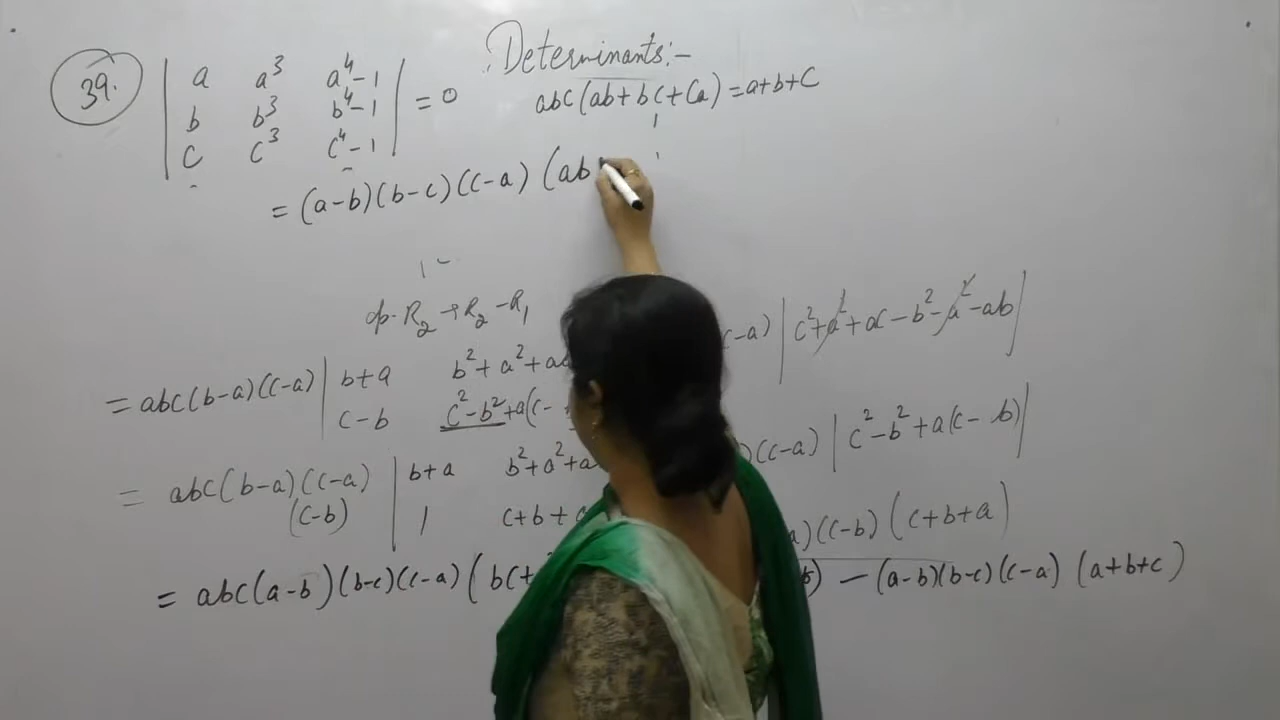 Determinants:-
39. | a a³ a⁴-1 |
| b b³ b⁴-1 | = 0
| c c³ c⁴-1 |
abc(ab+bc+ca) = a+b+c
= (a-b)(b-c)(c-a) (ab
op. R₂→R₂-R₁
= abc(b-a)(c-a) | b+a b²+a²+a
c-b c²-b²+a(c-
= abc(b-a)(c-a) | b+a b²+a²+a
(c-b) | 1 c+b+
-a) | c²+a²+ac-b²-a²-ab |
(c-a) | c²-b²+a(c-b) |
)(c-b) (c+b+a)
= abc(a-b)(b-c)(c-a) (bc+ ) - (a-b)(b-c)(c-a) (a+b+c)